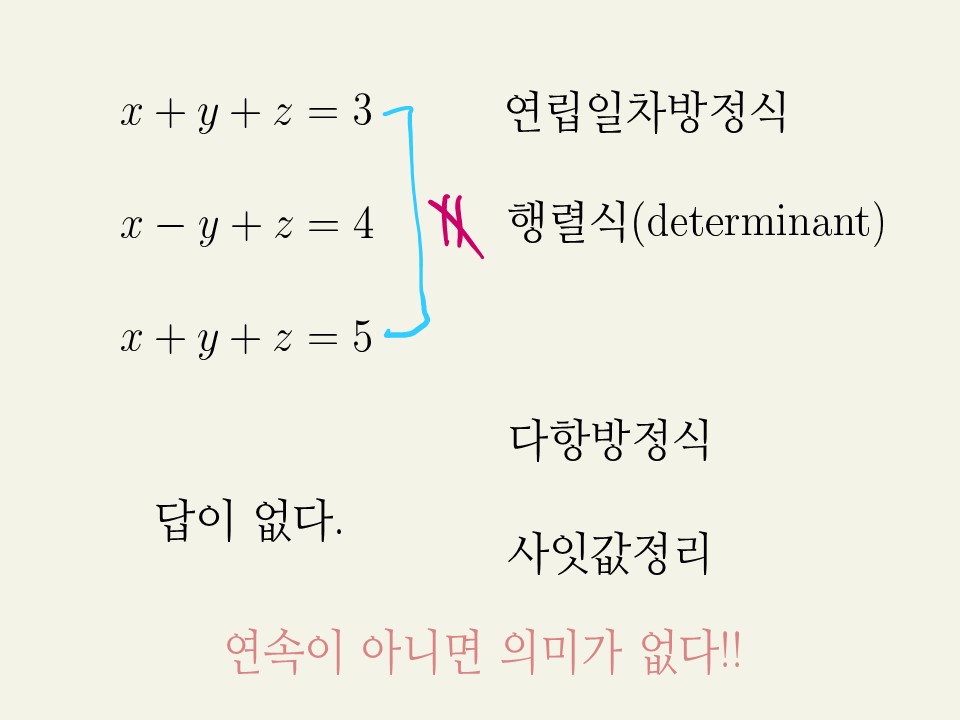 x + y + z = 3
연립일차방정식
x − y + z = 4
행렬식(determinant)
x + y + z = 5
다항방정식
답이 없다.
사잇값정리
연속이 아니면 의미가 없다!!